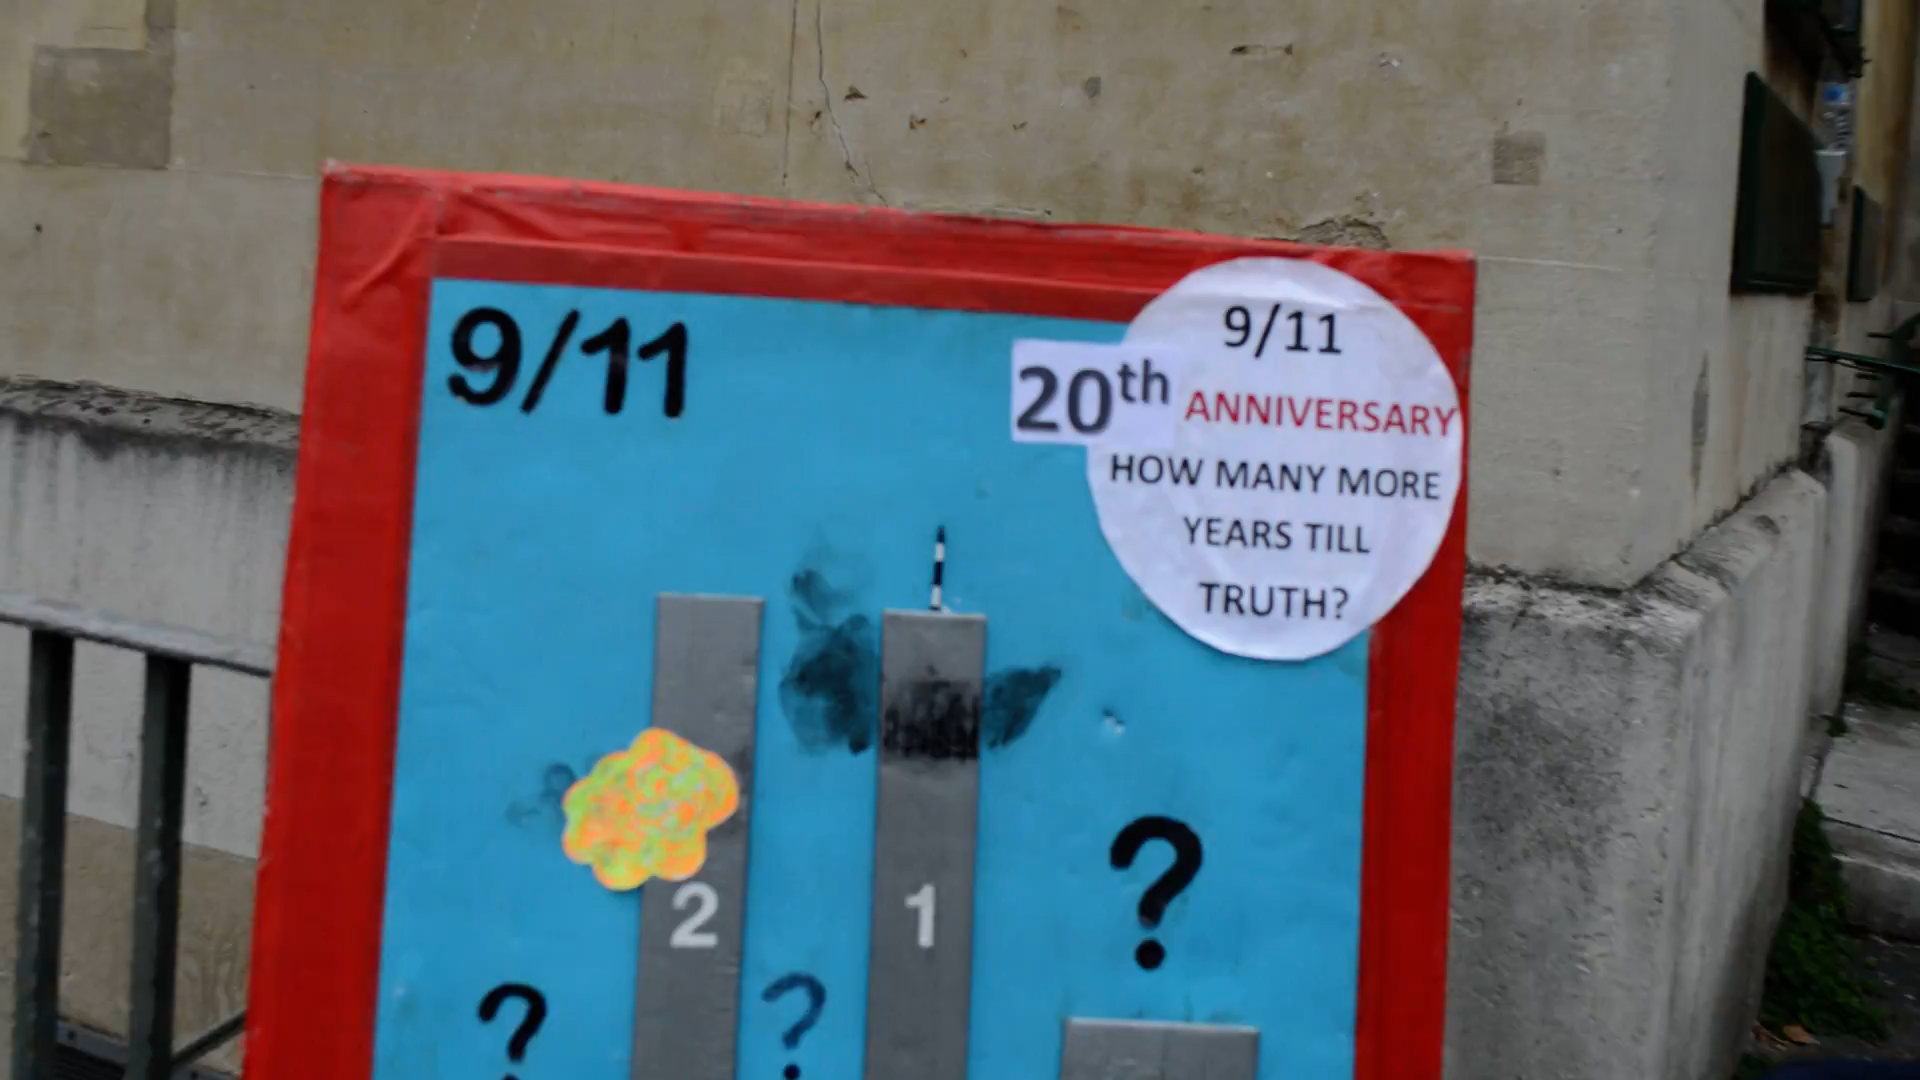 9/11
9/11
20th ANNIVERSARY
HOW MANY MORE
YEARS TILL
TRUTH?
2
1
?
?
?